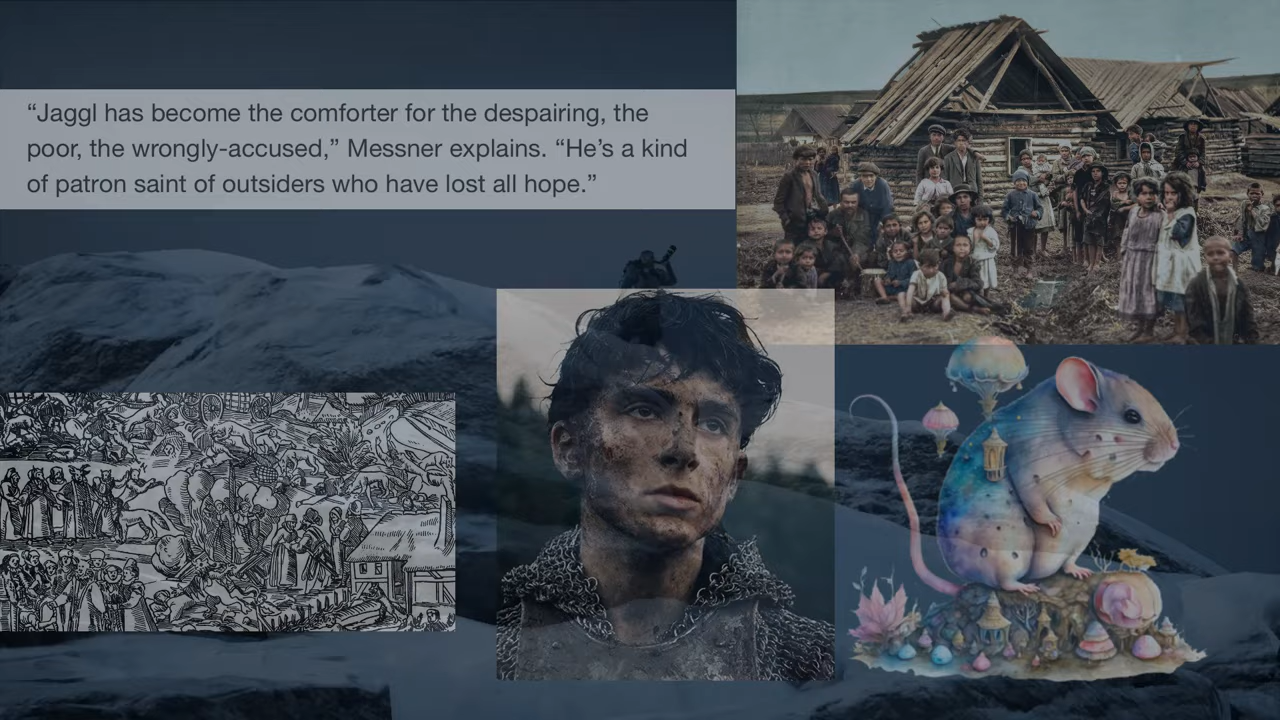 “Jaggl has become the comforter for the despairing, the
poor, the wrongly-accused,” Messner explains. “He’s a kind
of patron saint of outsiders who have lost all hope.”